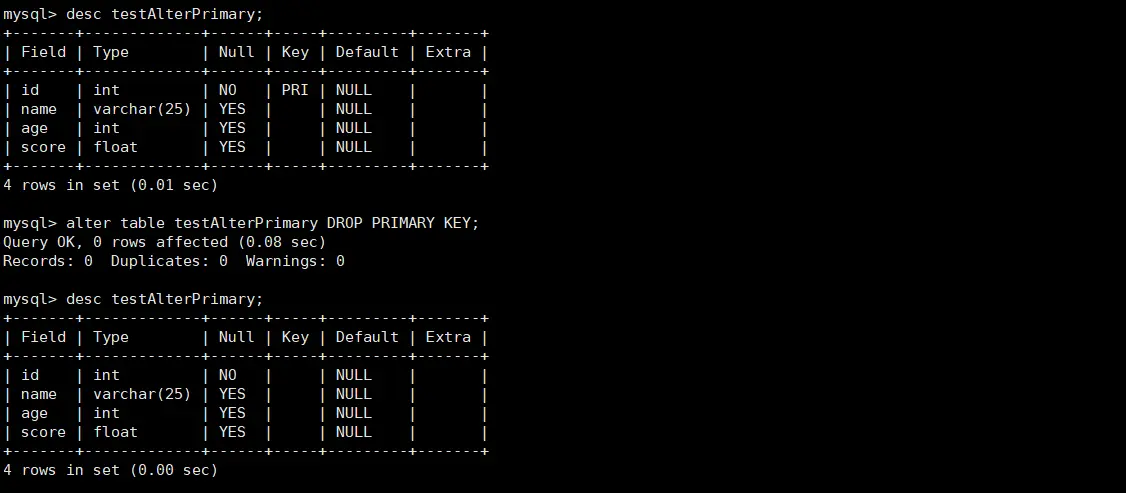 mysql> desc testAlterPrimary;
+-------+-------------+------+-----+---------+-------+
| Field | Type        | Null | Key | Default | Extra |
+-------+-------------+------+-----+---------+-------+
| id    | int         | NO   | PRI | NULL    |       |
| name  | varchar(25) | YES  |     | NULL    |       |
| age   | int         | YES  |     | NULL    |       |
| score | float       | YES  |     | NULL    |       |
+-------+-------------+------+-----+---------+-------+
4 rows in set (0.01 sec)

mysql> alter table testAlterPrimary DROP PRIMARY KEY;
Query OK, 0 rows affected (0.08 sec)
Records: 0  Duplicates: 0  Warnings: 0

mysql> desc testAlterPrimary;
+-------+-------------+------+-----+---------+-------+
| Field | Type        | Null | Key | Default | Extra |
+-------+-------------+------+-----+---------+-------+
| id    | int         | NO   |     | NULL    |       |
| name  | varchar(25) | YES  |     | NULL    |       |
| age   | int         | YES  |     | NULL    |       |
| score | float       | YES  |     | NULL    |       |
+-------+-------------+------+-----+---------+-------+
4 rows in set (0.00 sec)